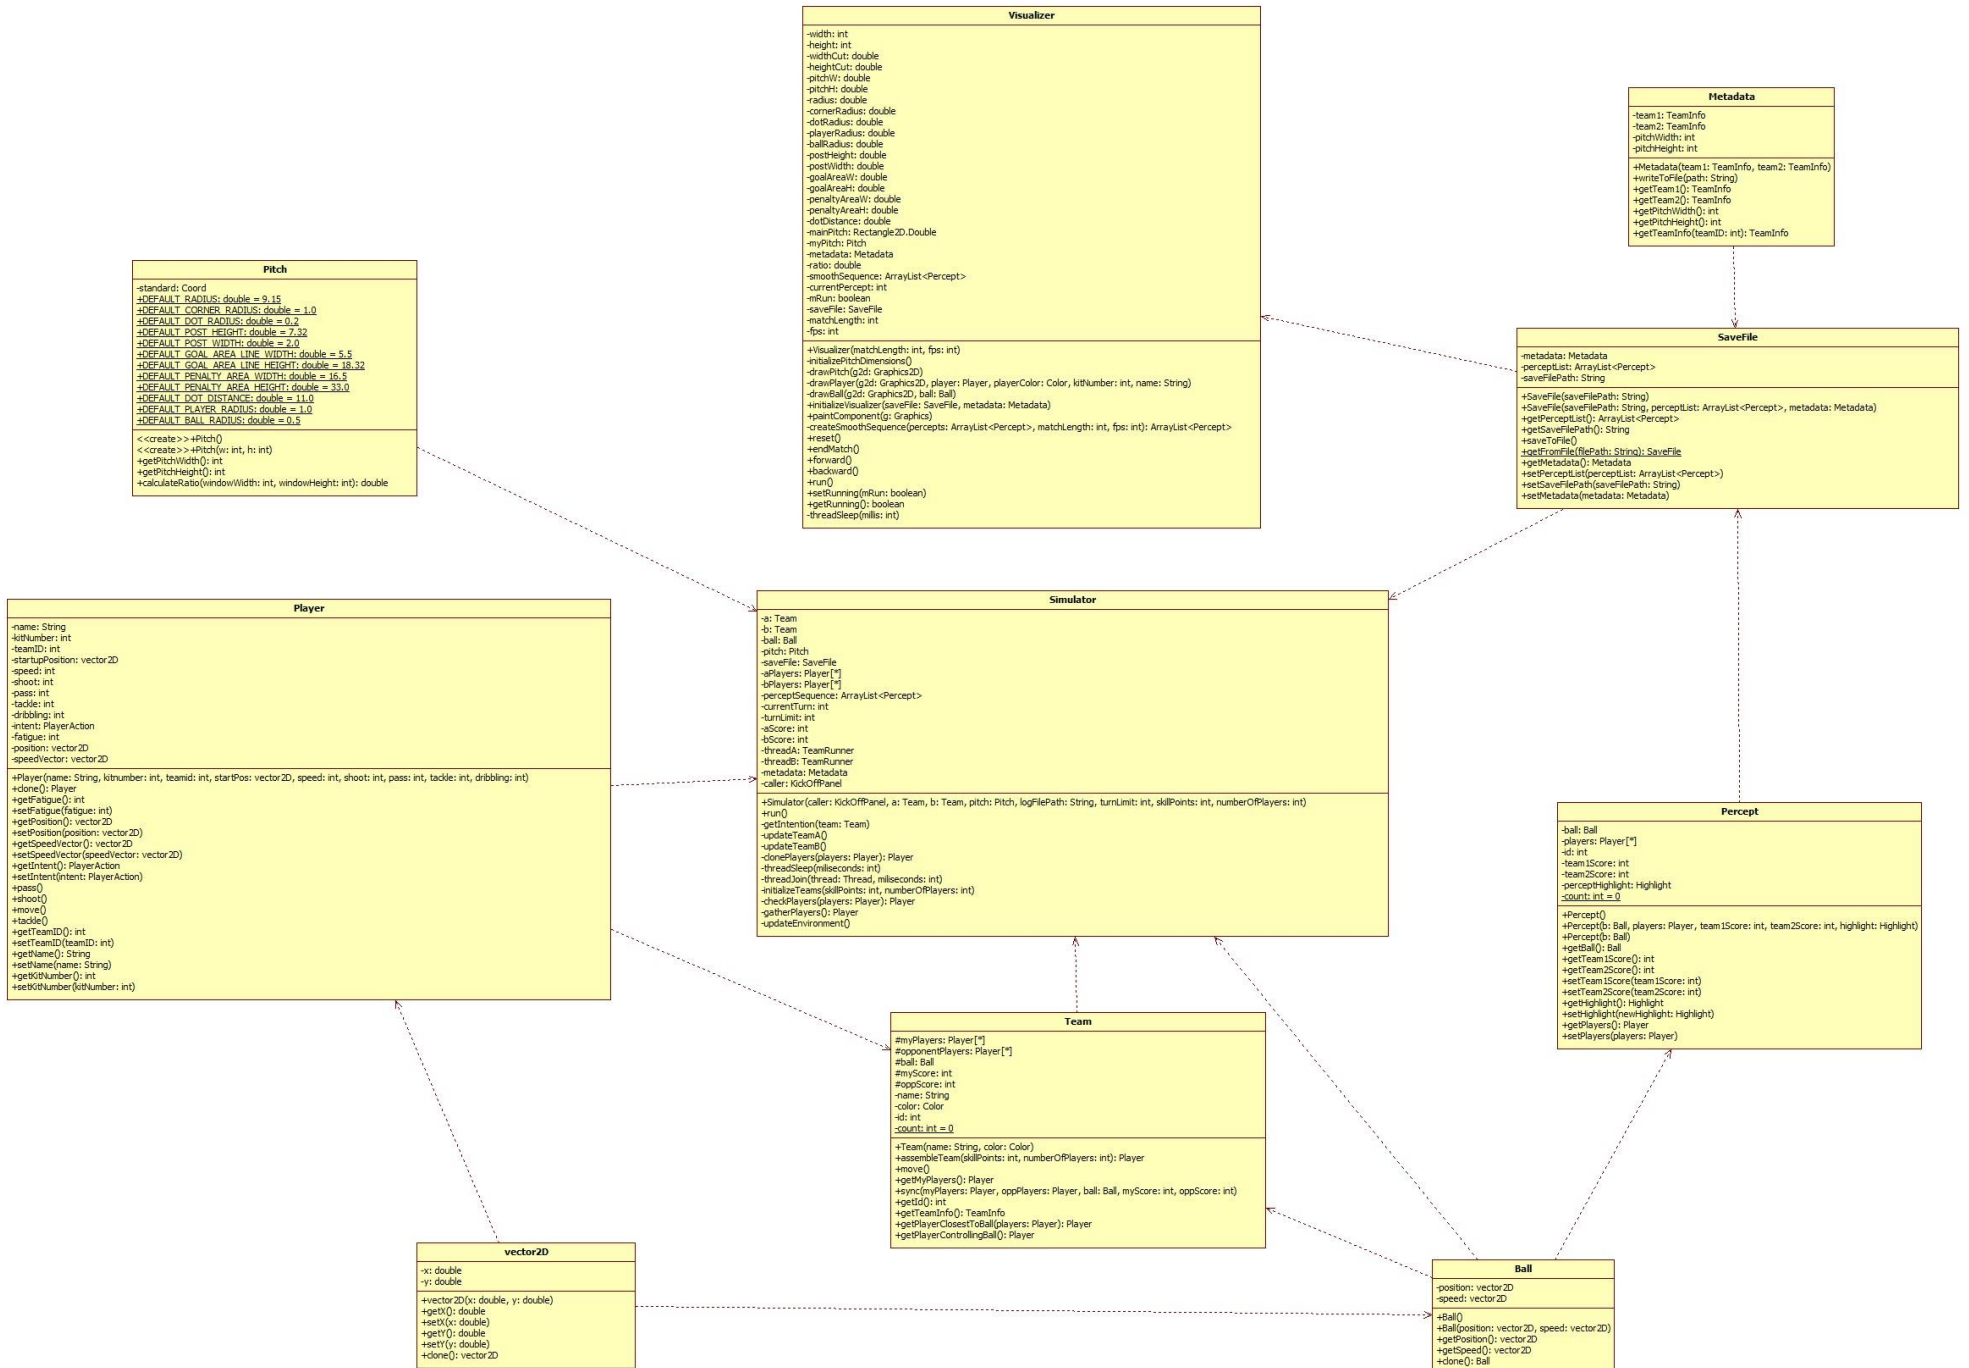 Visualizer
-width: int
-height: int
-widthCut: double
-heightCut: double
-pitchW: double
-pitchH: double
-radius: double
-cornerRadius: double
-dotRadius: double
-playerRadius: double
-ballRadius: double
-postHeight: double
-postWidth: double
-goalAreaW: double
-goalAreaH: double
-penaltyAreaW: double
-penaltyAreaH: double
-dotDistance: double
-mainPitch: Rectangle2D.Double
-myPitch: Pitch
-metadata: Metadata
-ratio: double
-smoothSequence: ArrayList<Percept>
-currentPercept: int
-mRun: boolean
-saveFile: SaveFile
-matchLength: int
-fps: int
+Visualizer(matchLength: int, fps: int)
-initializePitchDimensions()
-drawPitch(g2d: Graphics2D)
-drawPlayer(g2d: Graphics2D, player: Player, playerColor: Color, kitNumber: int, name: String)
-drawBall(g2d: Graphics2D, ball: Ball)
+initializeVisualizer(saveFile: SaveFile, metadata: Metadata)
+paintComponent(g: Graphics)
-createSmoothSequence(percepts: ArrayList<Percept>, matchLength: int, fps: int): ArrayList<Percept>
+reset()
+endMatch()
+forward()
+backward()
+run()
+setRunning(mRun: boolean)
+getRunning(): boolean
-threadSleep(millis: int)
Metadata
-team1: TeamInfo
-team2: TeamInfo
-pitchWidth: int
-pitchHeight: int
+Metadata(team1: TeamInfo, team2: TeamInfo)
+writeToFile(path: String)
+getTeam1(): TeamInfo
+getTeam2(): TeamInfo
+getPitchWidth(): int
+getPitchHeight(): int
+getTeamInfo(teamID: int): TeamInfo
Pitch
-standard: Coord
+DEFAULT_RADIUS: double = 9.15
+DEFAULT_CORNER_RADIUS: double = 1.0
+DEFAULT_DOT_RADIUS: double = 0.2
+DEFAULT_POST_HEIGHT: double = 7.32
+DEFAULT_POST_WIDTH: double = 2.0
+DEFAULT_GOAL_AREA_LINE_WIDTH: double = 5.5
+DEFAULT_GOAL_AREA_LINE_HEIGHT: double = 18.32
+DEFAULT_PENALTY_AREA_WIDTH: double = 16.5
+DEFAULT_PENALTY_AREA_HEIGHT: double = 33.0
+DEFAULT_DOT_DISTANCE: double = 11.0
+DEFAULT_PLAYER_RADIUS: double = 1.0
+DEFAULT_BALL_RADIUS: double = 0.5
<<create>>+Pitch()
<<create>>+Pitch(w: int, h: int)
+getPitchWidth(): int
+getPitchHeight(): int
+calculateRatio(windowWidth: int, windowHeight: int): double
SaveFile
-metadata: Metadata
-perceptList: ArrayList<Percept>
-saveFilePath: String
+SaveFile(saveFilePath: String)
+SaveFile(saveFilePath: String, perceptList: ArrayList<Percept>, metadata: Metadata)
+getPerceptList(): ArrayList<Percept>
+getSaveFilePath(): String
+saveToFile()
+getFromFile(filePath: String): SaveFile
+getMetadata(): Metadata
+setPerceptList(perceptList: ArrayList<Percept>)
+setSaveFilePath(saveFilePath: String)
+setMetadata(metadata: Metadata)
Player
-name: String
-kitNumber: int
-teamID: int
-startupPosition: vector2D
-speed: int
-shoot: int
-pass: int
-tackle: int
-dribbling: int
-intent: PlayerAction
-fatigue: int
-position: vector2D
-speedVector: vector2D
+Player(name: String, kitnumber: int, teamid: int, startPos: vector2D, speed: int, shoot: int, pass: int, tackle: int, dribbling: int)
+clone(): Player
+getFatigue(): int
+setFatigue(fatigue: int)
+getPosition(): vector2D
+setPosition(position: vector2D)
+getSpeedVector(): vector2D
+setSpeedVector(speedVector: vector2D)
+getIntent(): PlayerAction
+setIntent(intent: PlayerAction)
+pass()
+shoot()
+move()
+tackle()
+getTeamID(): int
+setTeamID(teamID: int)
+getName(): String
+setName(name: String)
+getKitNumber(): int
+setKitNumber(kitNumber: int)
Simulator
-a: Team
-b: Team
-ball: Ball
-pitch: Pitch
-saveFile: SaveFile
-aPlayers: Player[*]
-bPlayers: Player[*]
-perceptSequence: ArrayList<Percept>
-currentTurn: int
-turnLimit: int
-aScore: int
-bScore: int
-threadA: TeamRunner
-threadB: TeamRunner
-metadata: Metadata
-caller: KickOffPanel
+Simulator(caller: KickOffPanel, a: Team, b: Team, pitch: Pitch, logFilePath: String, turnLimit: int, skillPoints: int, numberOfPlayers: int)
+run()
-getIntention(team: Team)
-updateTeamA()
-updateTeamB()
-clonePlayers(players: Player): Player
-threadSleep(miliseconds: int)
-threadJoin(thread: Thread, miliseconds: int)
-initializeTeams(skillPoints: int, numberOfPlayers: int)
-checkPlayers(players: Player): Player
-gatherPlayers(): Player
-updateEnvironment()
Percept
-ball: Ball
-players: Player[*]
-id: int
-team1Score: int
-team2Score: int
-perceptHighlight: Highlight
-count: int = 0
+Percept()
+Percept(b: Ball, players: Player, team1Score: int, team2Score: int, highlight: Highlight)
+Percept(b: Ball)
+getBall(): Ball
+getTeam1Score(): int
+getTeam2Score(): int
+setTeam1Score(team1Score: int)
+setTeam2Score(team2Score: int)
+getHighlight(): Highlight
+setHighlight(newHighlight: Highlight)
+getPlayers(): Player
+setPlayers(players: Player)
Team
#myPlayers: Player[*]
#opponentPlayers: Player[*]
#ball: Ball
#myScore: int
#oppScore: int
-name: String
-color: Color
-id: int
-count: int = 0
+Team(name: String, color: Color)
+assembleTeam(skillPoints: int, numberOfPlayers: int): Player
+move()
+getMyPlayers(): Player
+sync(myPlayers: Player, oppPlayers: Player, ball: Ball, myScore: int, oppScore: int)
+getId(): int
+getTeamInfo(): TeamInfo
+getPlayerClosestToBall(players: Player): Player
+getPlayerControllingBall(): Player
vector2D
-x: double
-y: double
+vector2D(x: double, y: double)
+getX(): double
+setX(x: double)
+getY(): double
+setY(y: double)
+clone(): vector2D
Ball
-position: vector2D
-speed: vector2D
+Ball()
+Ball(position: vector2D, speed: vector2D)
+getPosition(): vector2D
+getSpeed(): vector2D
+clone(): Ball